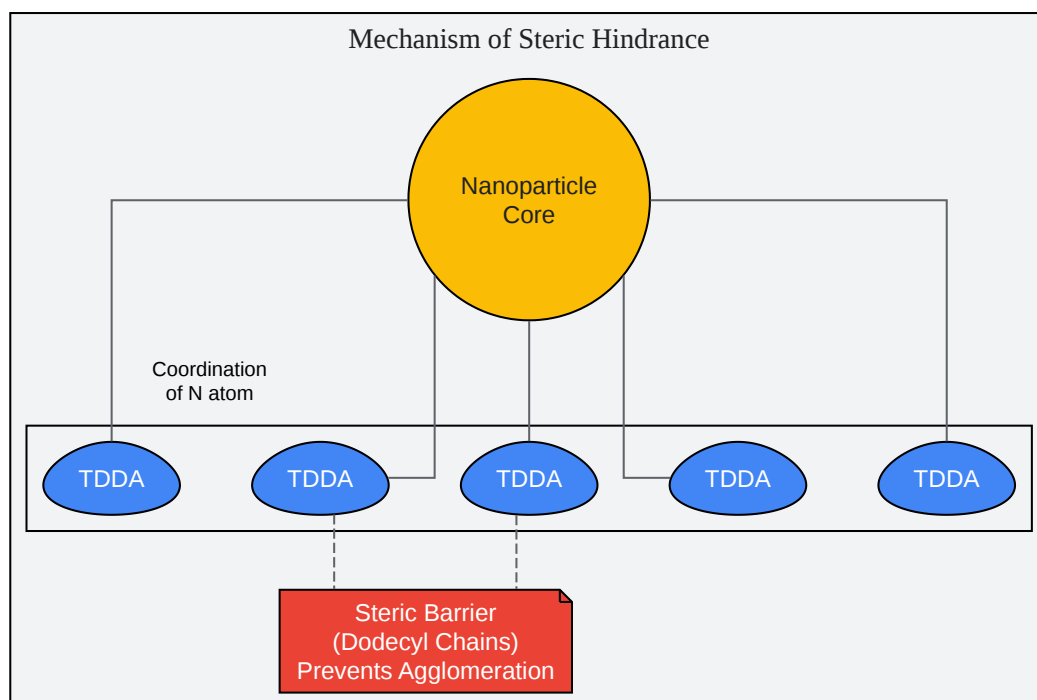 Mechanism of Steric Hindrance
Nanoparticle
Core
Coordination
of N atom
TDDA
TDDA
TDDA
TDDA
TDDA
Steric Barrier
(Dodecyl Chains)
Prevents Agglomeration